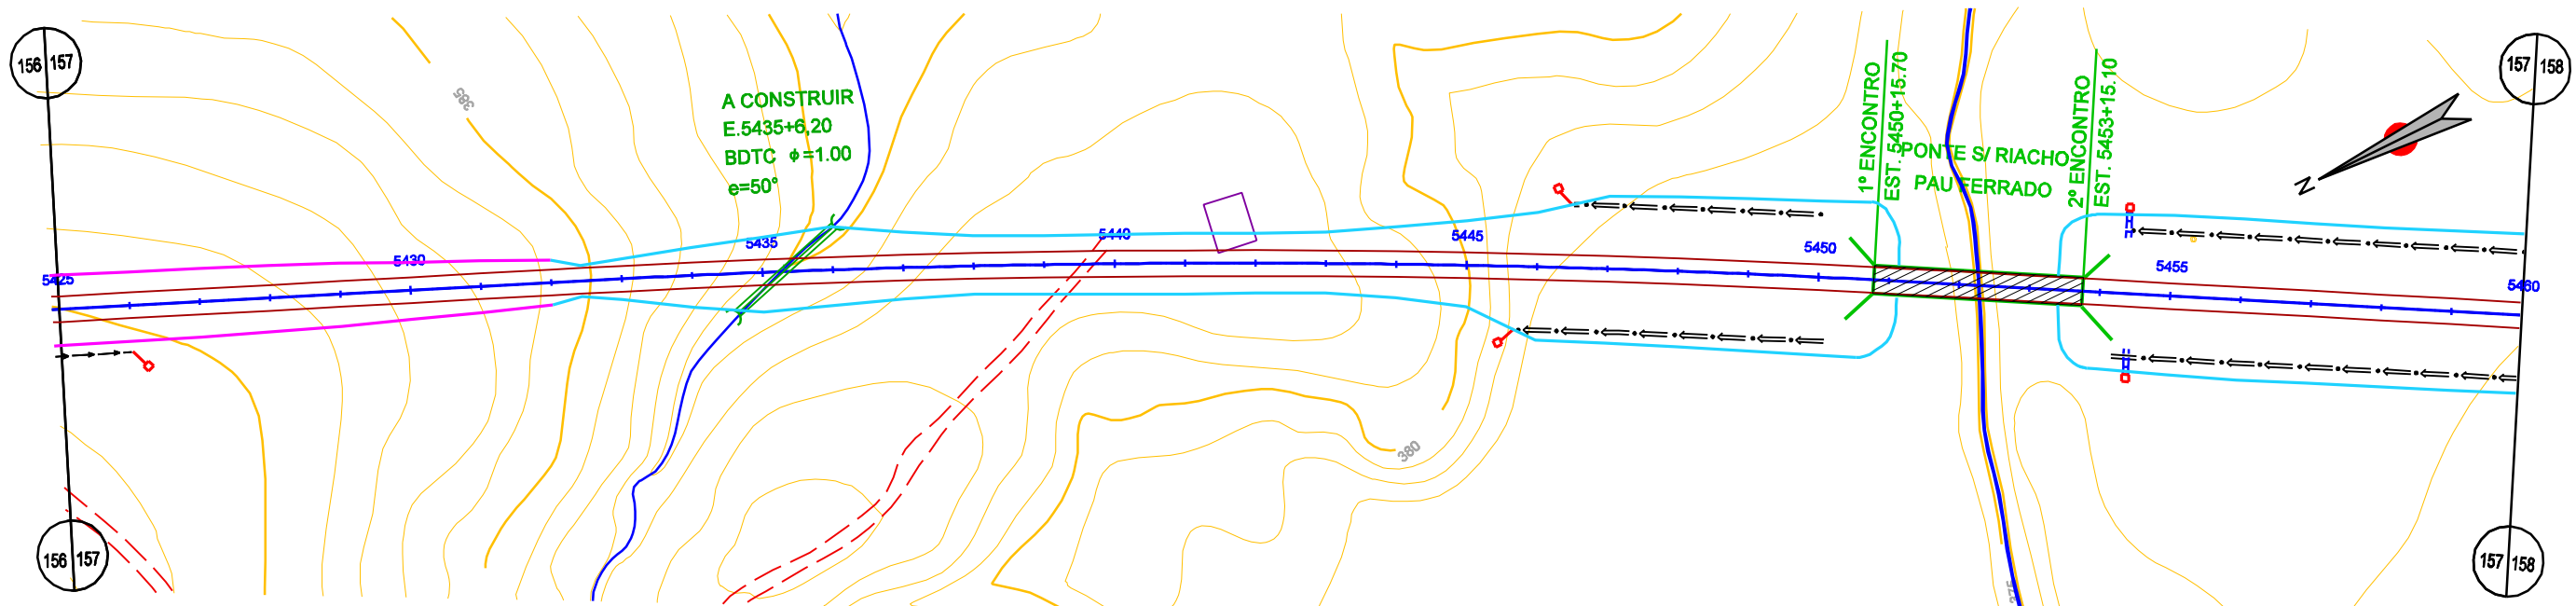 156 157
385
A CONSTRUIR
E.5435+6,20
BDTC ϕ=1.00
e=50°
1º ENCONTRO
EST. 5450+15.70
PONTE S/ RIACHO
PAU FERRADO
2º ENCONTRO
EST. 5453+15.10
N
157 158
5425
5430
5435
5440
5445
5450
5455
5460
380
375
156 157
157 158